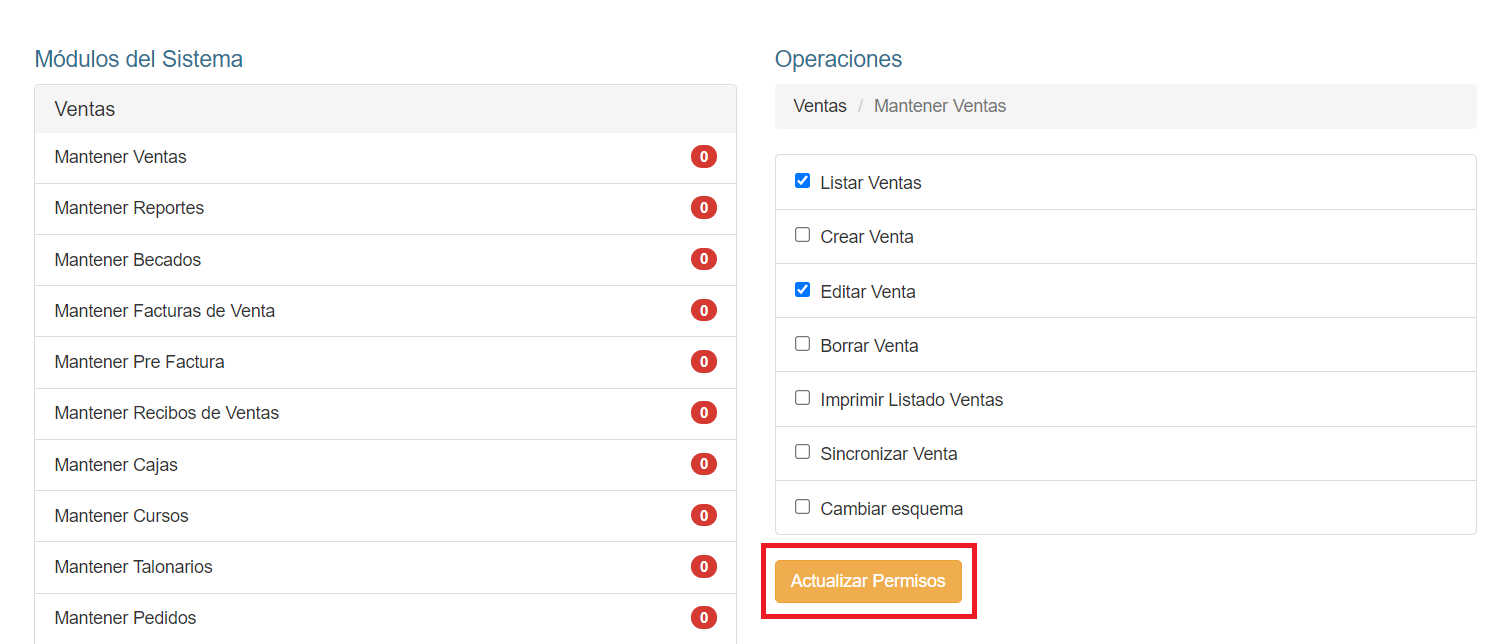 Módulos del Sistema
Ventas
Mantener Ventas 0
Mantener Reportes 0
Mantener Becados 0
Mantener Facturas de Venta 0
Mantener Pre Factura 0
Mantener Recibos de Ventas 0
Mantener Cajas 0
Mantener Cursos 0
Mantener Talonarios 0
Mantener Pedidos 0
Operaciones
Ventas / Mantener Ventas
Listar Ventas
Crear Venta
Editar Venta
Borrar Venta
Imprimir Listado Ventas
Sincronizar Venta
Cambiar esquema
Actualizar Permisos